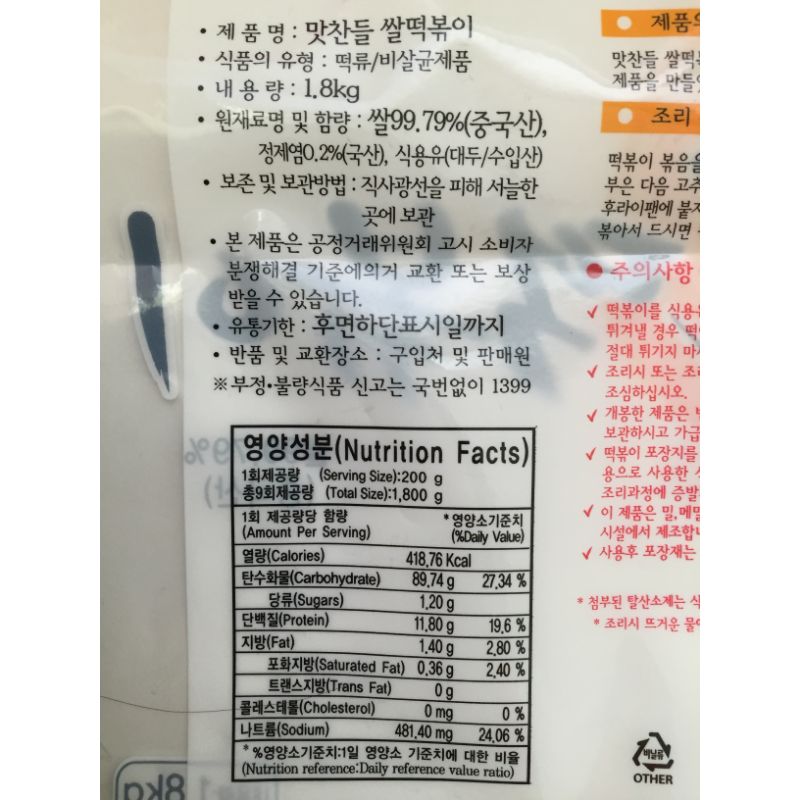 • 제 품 명 : 맛찬들 쌀떡볶이
• 식품의 유형 : 떡류/비살균제품
• 내 용 량 : 1.8kg
• 원재료명 및 함량 : 쌀99.79%(중국산),
정제염0.2%(국산), 식용유(대두/수입산)
• 보존 및 보관방법 : 직사광선을 피해 서늘한
곳에 보관
• 본 제품은 공정거래위원회 고시 소비자
분쟁해결 기준에의거 교환 또는 보상
받을 수 있습니다.
• 유통기한 : 후면하단표시일까지
• 반품 및 교환장소 : 구입처 및 판매원
※부정•불량식품 신고는 국번없이 1399
영양성분(Nutrition Facts)
1회제공량 (Serving Size):200 g
총9회제공량 (Total Size):1,800 g
1회 제공량당 함량 *영양소기준치
(Amount Per Serving) (%Daily Value)
열량(Calories) 418.76 Kcal
탄수화물(Carbohydrate) 89.74 g 27.34 %
당류(Sugars) 1.20 g
단백질(Protein) 11.80 g 19.6 %
지방(Fat) 1.40 g 2.80 %
포화지방(Saturated Fat) 0.36 g 2.40 %
트랜스지방(Trans Fat) 0 g
콜레스태롤(Cholesterol) 0 mg 0 %
나트륨(Sodium) 481.40 mg 24.06 %
*%영양소기준치:1일 영양소 기준치에 대한 비율
(Nutrition reference:Daily reference value ratio)
제품의
맛찬들 쌀떡
제품을 만들
조리
떡볶이 볶음을
부은 다음 고추
후라이팬에 붙지
볶아서 드시면
● 주의사항
✓ 떡볶이를 식용
튀겨낼 경우 떡
절대 튀기지 마
✓ 조리시 또는 조리
조심하십시오.
✓ 개봉한 제품은
보관하시고 가급
✓ 떡볶이 포장지를
용으로 사용한
조리과정에 증발
✓ 이 제품은 밀,메밀
시설에서 제조합
✓ 사용후 포장재는
* 첨부된 탈산소제는 식
* 조리시 뜨거운 물에
비닐류
OTHER